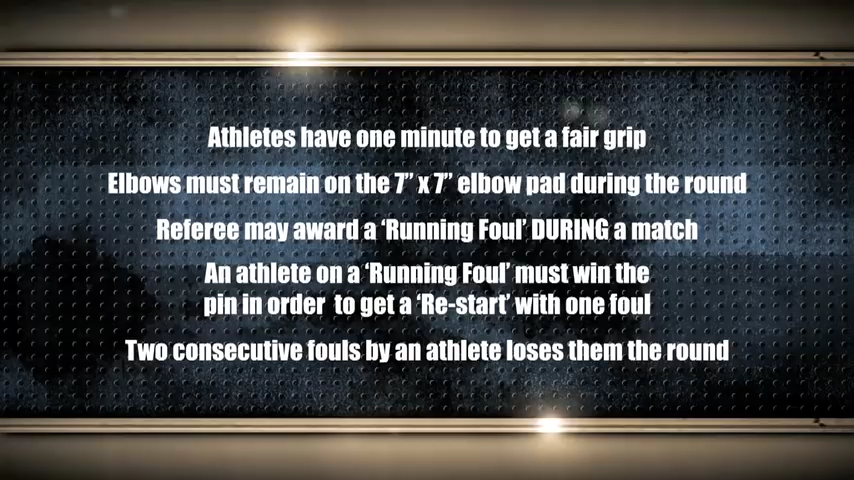 Athletes have one minute to get a fair grip
Elbows must remain on the 7” x 7” elbow pad during the round
Referee may award a ‘Running Foul’ DURING a match
An athlete on a ‘Running Foul’ must win the
pin in order to get a ‘Re-start’ with one foul
Two consecutive fouls by an athlete loses them the round